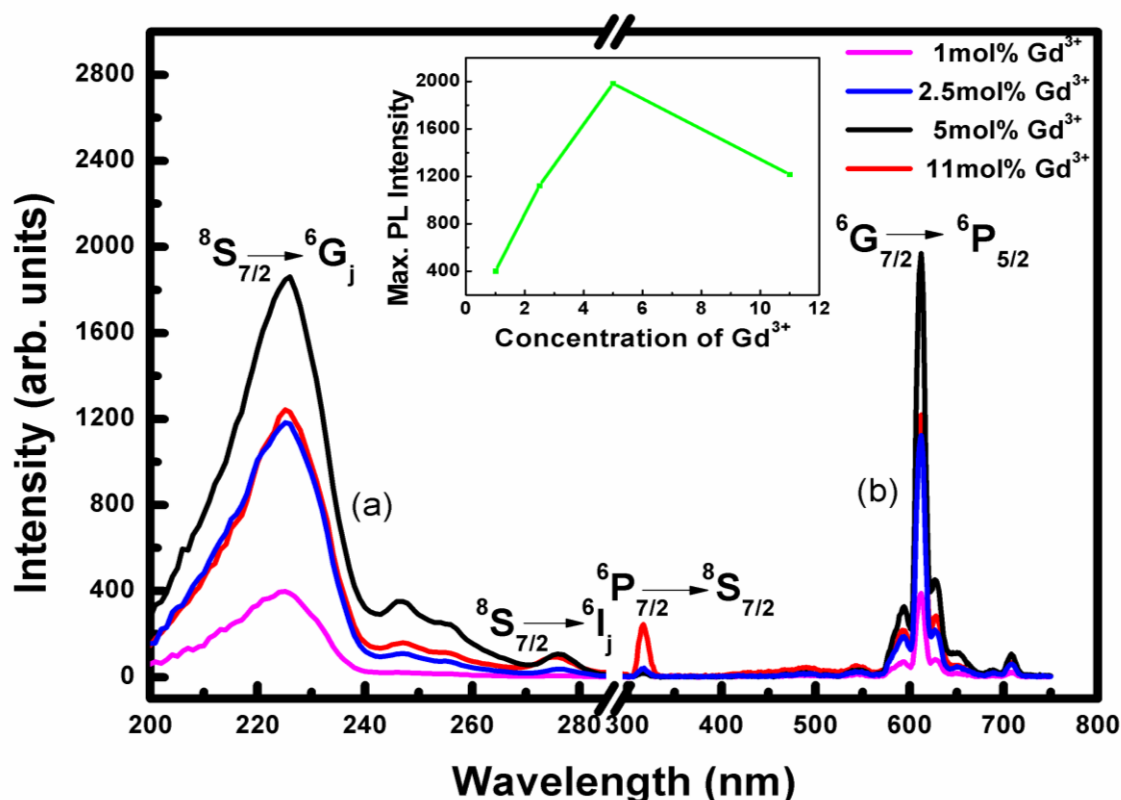 2800
2400
2000
1600
1200
800
400
0
Intensity (arb. units)
200 220 240 260 280 300 400 500 600 700 800
Wavelength (nm)
1mol% Gd³⁺
2.5mol% Gd³⁺
5mol% Gd³⁺
11mol% Gd³⁺
2000
1600
1200
800
400
Max. PL Intensity
0 2 4 6 8 10 12
Concentration of Gd³⁺
⁸S₇/₂ → ⁶Gⱼ
⁶G₇/₂ → ⁶P₅/₂
(a)
(b)
⁶P₇/₂ → ⁸S₇/₂
⁸S₇/₂ → ⁶Iⱼ